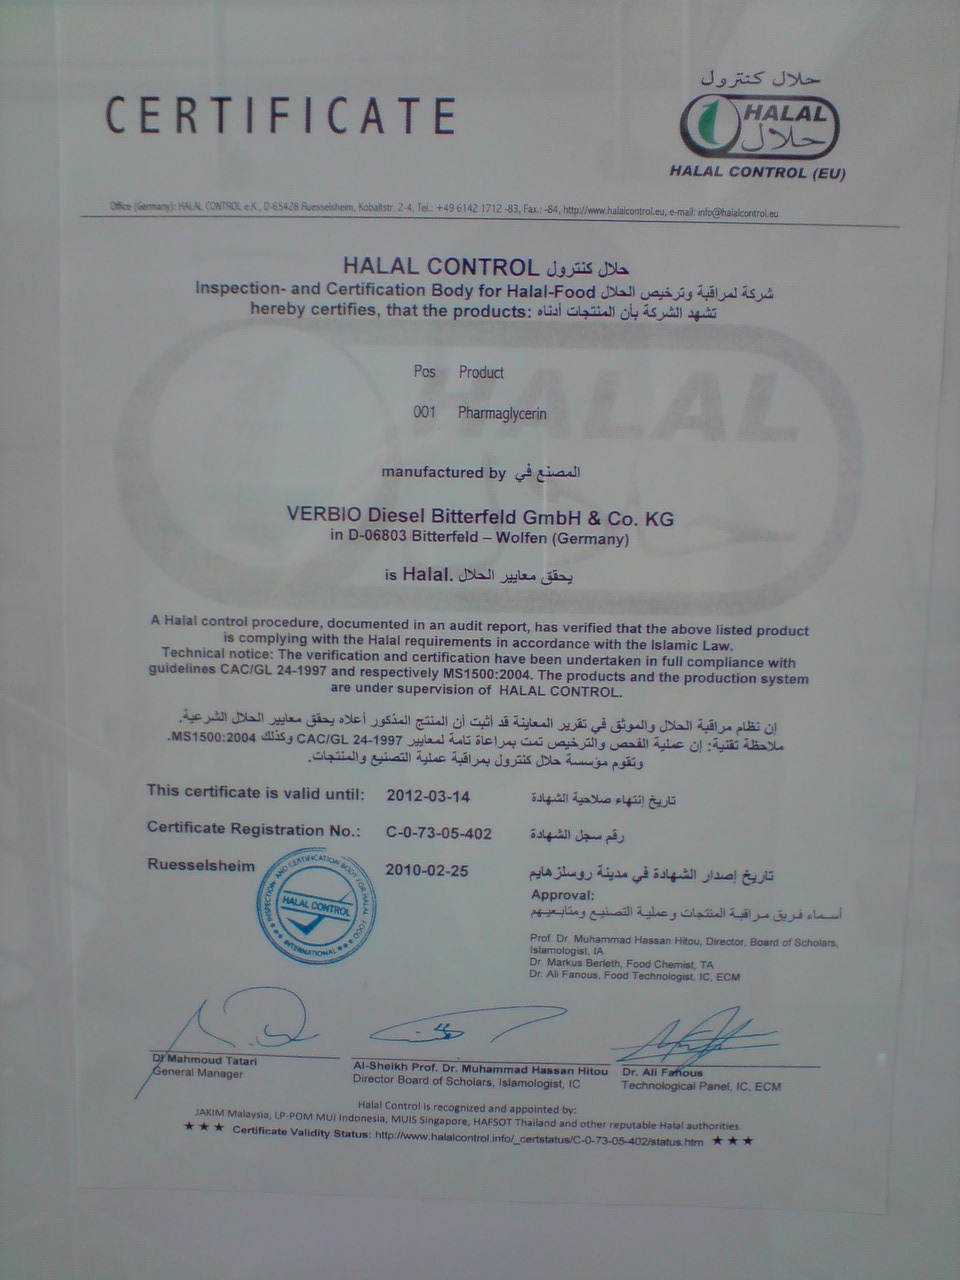 CERTIFICATE
حلال كنترول
HALAL
حلال
HALAL CONTROL (EU)
Office (Germany): HALAL CONTROL e.K., D-65428 Ruesselsheim, Kobaltstr. 2-4, Tel.: +49 6142 1712 -83, Fax.: -84, http://www.halalcontrol.eu, e-mail: info@halalcontrol.eu
HALAL CONTROL حلال كنترول
Inspection- and Certification Body for Halal-Food شركة لمراقبة وترخيص الحلال
hereby certifies, that the products: تشهد الشركة بأن المنتجات أدناه
HALAL
Pos Product
001 Pharmaglycerin
manufactured by المصنع في
VERBIO Diesel Bitterfeld GmbH & Co. KG
in D-06803 Bitterfeld – Wolfen (Germany)
is Halal. يحقق معايير الحلال
A Halal control procedure, documented in an audit report, has verified that the above listed product
is complying with the Halal requirements in accordance with the Islamic Law.
Technical notice: The verification and certification have been undertaken in full compliance with
guidelines CAC/GL 24-1997 and respectively MS1500:2004. The products and the production system
are under supervision of HALAL CONTROL.
إن نظام مراقبة الحلال والموثق في تقرير المعاينة قد أثبت أن المنتج المذكور أعلاه يحقق معايير الحلال الشرعية.
ملاحظة تقنية: إن عملية الفحص والترخيص تمت بمراعاة تامة لمعايير CAC/GL 24-1997 وكذلك MS1500:2004.
وتقوم مؤسسة حلال كنترول بمراقبة عملية التصنيع والمنتجات.
This certificate is valid until: 2012-03-14 تاريخ إنتهاء صلاحية الشهادة
Certificate Registration No.: C-0-73-05-402 رقم سجل الشهادة
Ruesselsheim 2010-02-25 تاريخ إصدار الشهادة في مدينة روسلزهايم
INSPECTION- AND CERTIFICATION BODY FOR HALAL FOOD
HALAL CONTROL
INTERNATIONAL
Approval:
أسماء فريق مراقبة المنتجات وعملية التصنيع ومتابعيهم
Prof. Dr. Muhammad Hassan Hitou, Director, Board of Scholars,
Islamologist, IA
Dr. Markus Berleth, Food Chemist, TA
Dr. Ali Fanous, Food Technologist, IC, ECM
Dr Mahmoud Tatari
General Manager
Al-Sheikh Prof. Dr. Muhammad Hassan Hitou
Director Board of Scholars, Islamologist, IC
Dr. Ali Fanous
Technological Panel, IC, ECM
Halal Control is recognized and appointed by:
JAKIM Malaysia, LP-POM MUI Indonesia, MUIS Singapore, HAFSOT Thailand and other reputable Halal authorities.
★ ★ ★ Certificate Validity Status: http://www.halalcontrol.info/_certstatus/C-0-73-05-402/status.htm ★ ★ ★